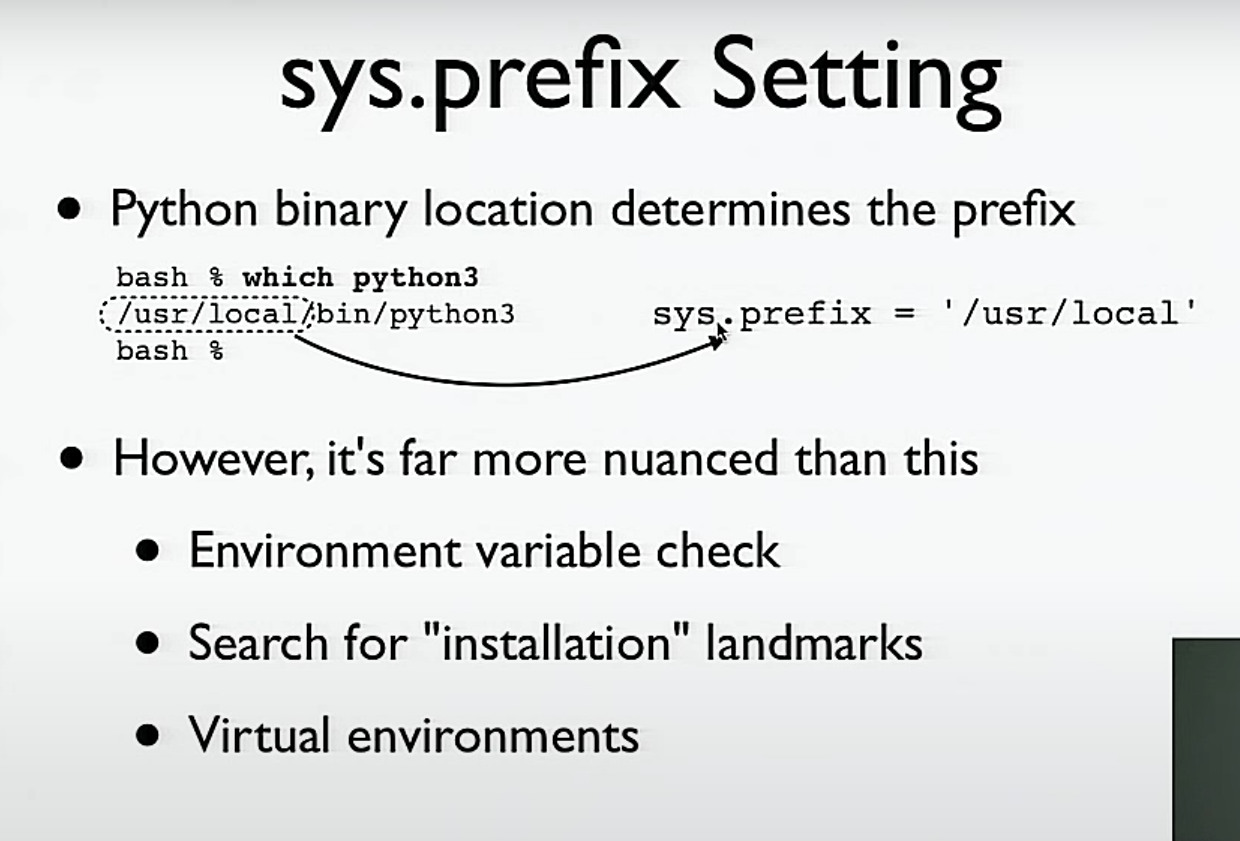 sys.prefix Setting
• Python binary location determines the prefix
bash % which python3
/usr/local/bin/python3
sys.prefix = '/usr/local'
bash %
• However, it's far more nuanced than this
• Environment variable check
• Search for "installation" landmarks
• Virtual environments